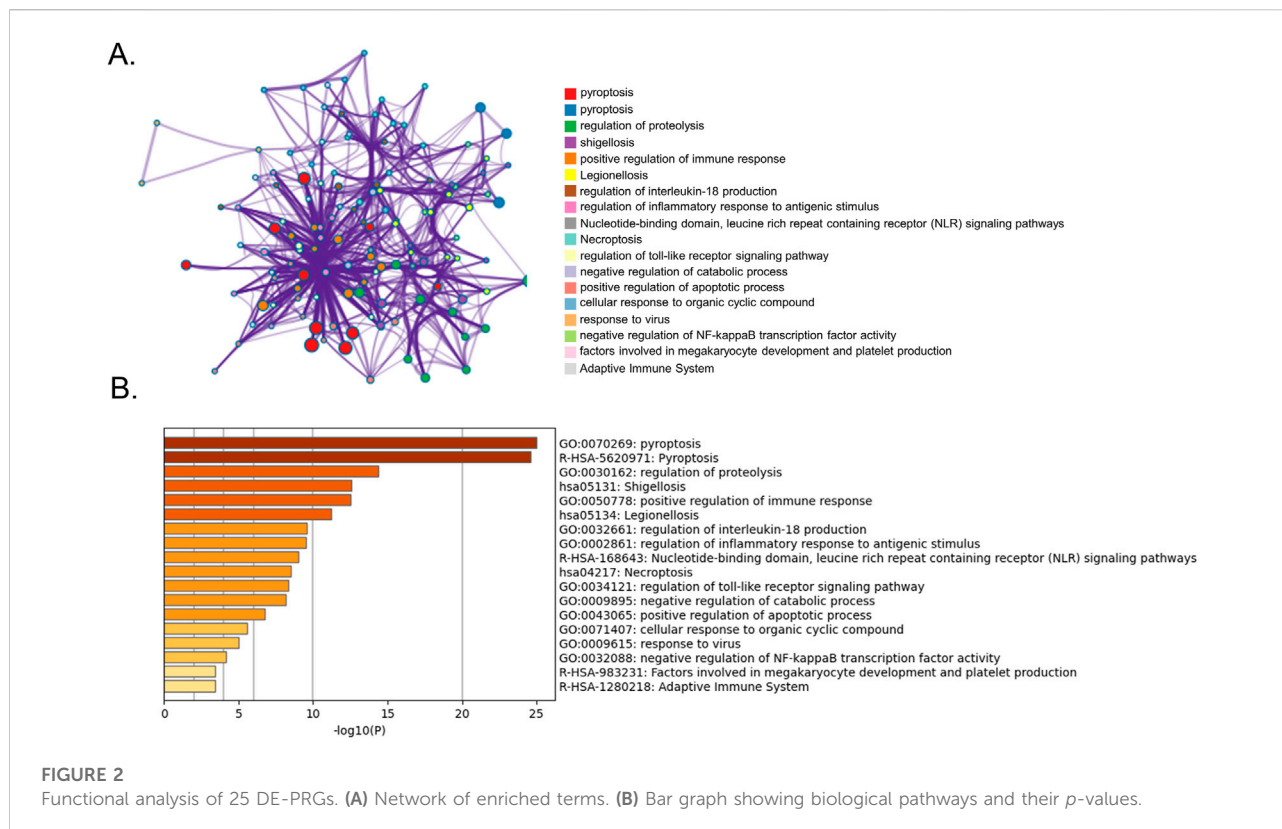 A.
pyroptosis
pyroptosis
regulation of proteolysis
shigellosis
positive regulation of immune response
Legionellosis
regulation of interleukin-18 production
regulation of inflammatory response to antigenic stimulus
Nucleotide-binding domain, leucine rich repeat containing receptor (NLR) signaling pathways
Necroptosis
regulation of toll-like receptor signaling pathway
negative regulation of catabolic process
positive regulation of apoptotic process
cellular response to organic cyclic compound
response to virus
negative regulation of NF-kappaB transcription factor activity
factors involved in megakaryocyte development and platelet production
Adaptive Immune System
B.
GO:0070269: pyroptosis
R-HSA-5620971: Pyroptosis
GO:0030162: regulation of proteolysis
hsa05131: Shigellosis
GO:0050778: positive regulation of immune response
hsa05134: Legionellosis
GO:0032661: regulation of interleukin-18 production
GO:0002861: regulation of inflammatory response to antigenic stimulus
R-HSA-168643: Nucleotide-binding domain, leucine rich repeat containing receptor (NLR) signaling pathways
hsa04217: Necroptosis
GO:0034121: regulation of toll-like receptor signaling pathway
GO:0009895: negative regulation of catabolic process
GO:0043065: positive regulation of apoptotic process
GO:0071407: cellular response to organic cyclic compound
GO:0009615: response to virus
GO:0032088: negative regulation of NF-kappaB transcription factor activity
R-HSA-983231: Factors involved in megakaryocyte development and platelet production
R-HSA-1280218: Adaptive Immune System
0 5 10 15 20 25
-log10(P)
FIGURE 2
Functional analysis of 25 DE-PRGs. (A) Network of enriched terms. (B) Bar graph showing biological pathways and their p-values.